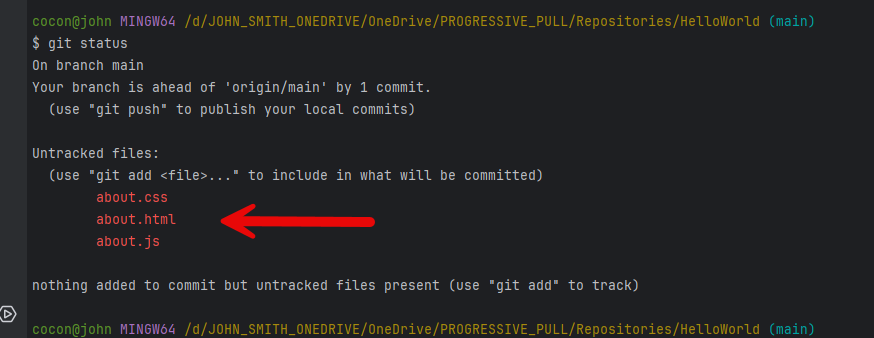 cocon@john MINGW64 /d/JOHN_SMITH_ONEDRIVE/OneDrive/PROGRESSIVE_PULL/Repositories/HelloWorld (main)
$ git status
On branch main
Your branch is ahead of 'origin/main' by 1 commit.
  (use "git push" to publish your local commits)

Untracked files:
  (use "git add <file>..." to include in what will be committed)
        about.css
        about.html
        about.js

nothing added to commit but untracked files present (use "git add" to track)

cocon@john MINGW64 /d/JOHN_SMITH_ONEDRIVE/OneDrive/PROGRESSIVE_PULL/Repositories/HelloWorld (main)